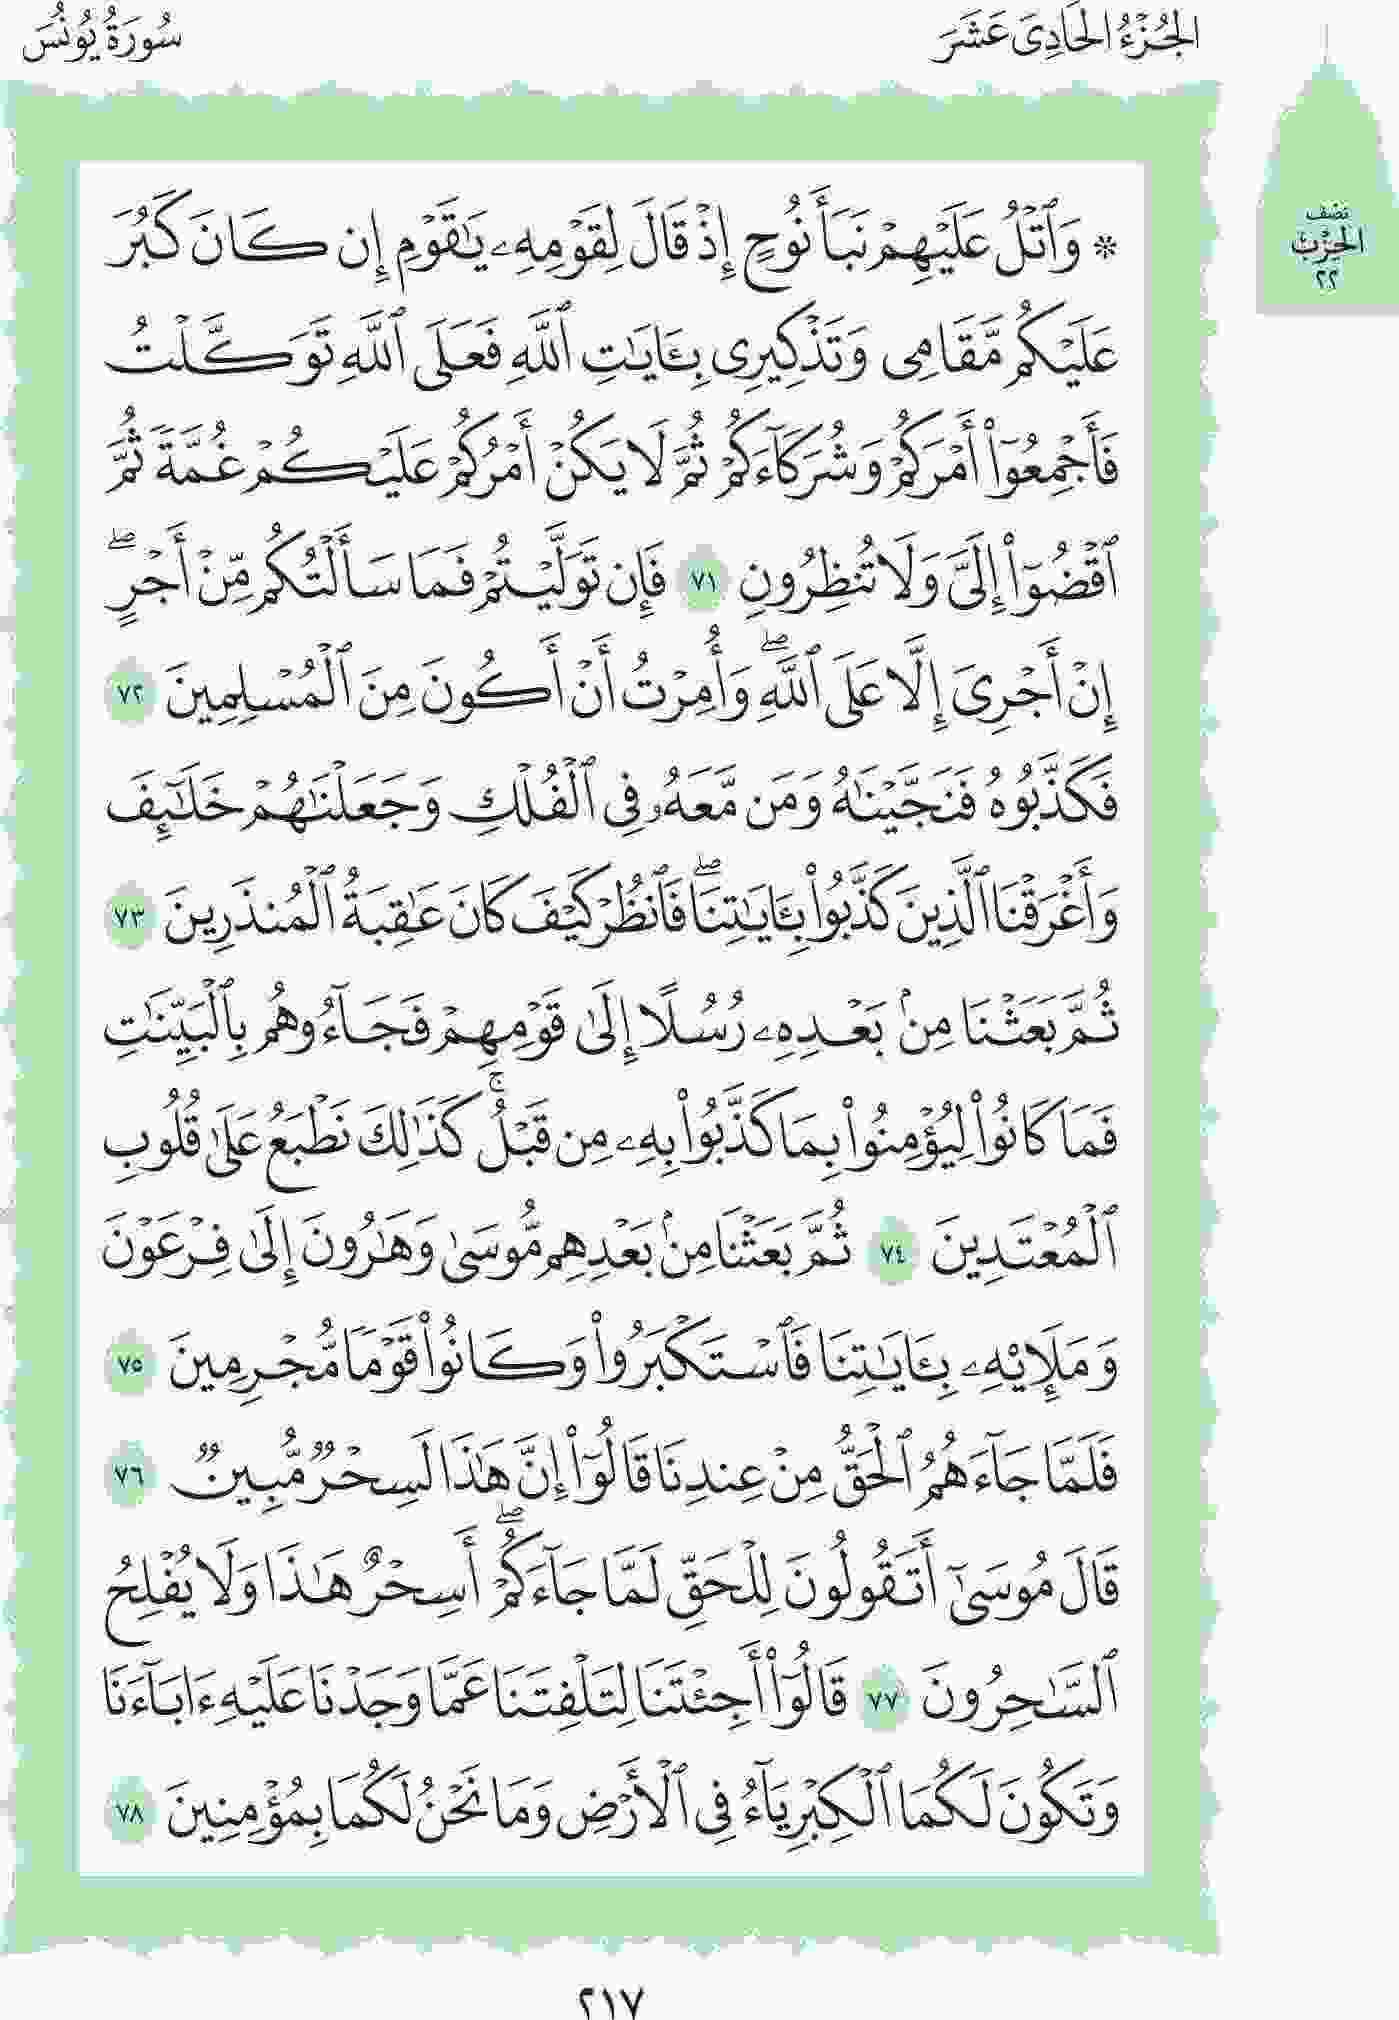 الجُزْءُ الحَادِىَ عَشَرَ
سُورَةُ يُونُسَ
نصف
الحِزْب
٢٢
* وَٱتْلُ عَلَيْهِمْ نَبَأَ نُوحٍ إِذْ قَالَ لِقَوْمِهِۦ يَٰقَوْمِ إِن كَانَ كَبُرَ
عَلَيْكُم مَّقَامِى وَتَذْكِيرِى بِـَٔايَٰتِ ٱللَّهِ فَعَلَى ٱللَّهِ تَوَكَّلْتُ
فَأَجْمِعُوٓا۟ أَمْرَكُمْ وَشُرَكَآءَكُمْ ثُمَّ لَا يَكُنْ أَمْرُكُمْ عَلَيْكُمْ غُمَّةً ثُمَّ
ٱقْضُوٓا۟ إِلَىَّ وَلَا تُنظِرُونِ ٧١ فَإِن تَوَلَّيْتُمْ فَمَا سَأَلْتُكُم مِّنْ أَجْرٍ ۖ
إِنْ أَجْرِىَ إِلَّا عَلَى ٱللَّهِ ۖ وَأُمِرْتُ أَنْ أَكُونَ مِنَ ٱلْمُسْلِمِينَ ٧٢
فَكَذَّبُوهُ فَنَجَّيْنَٰهُ وَمَن مَّعَهُۥ فِى ٱلْفُلْكِ وَجَعَلْنَٰهُمْ خَلَٰٓئِفَ
وَأَغْرَقْنَا ٱلَّذِينَ كَذَّبُوا۟ بِـَٔايَٰتِنَا ۖ فَٱنظُرْ كَيْفَ كَانَ عَٰقِبَةُ ٱلْمُنذَرِينَ ٧٣
ثُمَّ بَعَثْنَا مِنۢ بَعْدِهِۦ رُسُلًا إِلَىٰ قَوْمِهِمْ فَجَآءُوهُم بِٱلْبَيِّنَٰتِ
فَمَا كَانُوا۟ لِيُؤْمِنُوا۟ بِمَا كَذَّبُوا۟ بِهِۦ مِن قَبْلُ ۚ كَذَٰلِكَ نَطْبَعُ عَلَىٰ قُلُوبِ
ٱلْمُعْتَدِينَ ٧٤ ثُمَّ بَعَثْنَا مِنۢ بَعْدِهِم مُّوسَىٰ وَهَٰرُونَ إِلَىٰ فِرْعَوْنَ
وَمَلَإِي۟هِۦ بِـَٔايَٰتِنَا فَٱسْتَكْبَرُوا۟ وَكَانُوا۟ قَوْمًا مُّجْرِمِينَ ٧٥
فَلَمَّا جَآءَهُمُ ٱلْحَقُّ مِنْ عِندِنَا قَالُوٓا۟ إِنَّ هَٰذَا لَسِحْرٌ مُّبِينٌ ٧٦
قَالَ مُوسَىٰٓ أَتَقُولُونَ لِلْحَقِّ لَمَّا جَآءَكُمْ ۖ أَسِحْرٌ هَٰذَا وَلَا يُفْلِحُ
ٱلسَّٰحِرُونَ ٧٧ قَالُوٓا۟ أَجِئْتَنَا لِتَلْفِتَنَا عَمَّا وَجَدْنَا عَلَيْهِ ءَابَآءَنَا
وَتَكُونَ لَكُمَا ٱلْكِبْرِيَآءُ فِى ٱلْأَرْضِ وَمَا نَحْنُ لَكُمَا بِمُؤْمِنِينَ ٧٨
٢١٧